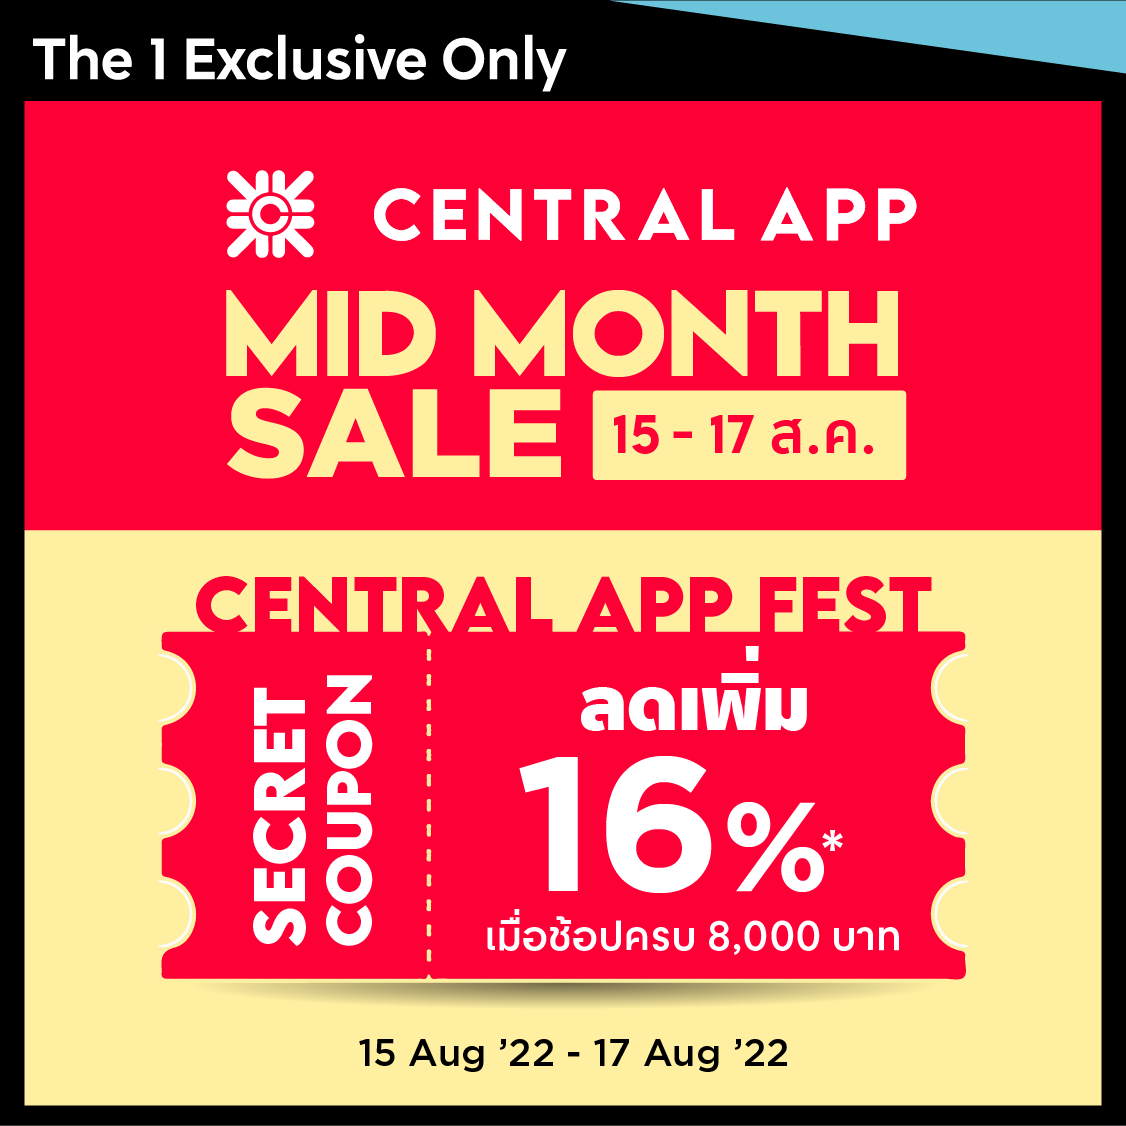 The 1 Exclusive Only
CENTRAL APP
MID MONTH
SALE 15 - 17 ส.ค.
CENTRAL APP FEST
SECRET
COUPON
ลดเพิ่ม
16%*
เมื่อช้อปครบ 8,000 บาท
15 Aug ’22 - 17 Aug ’22